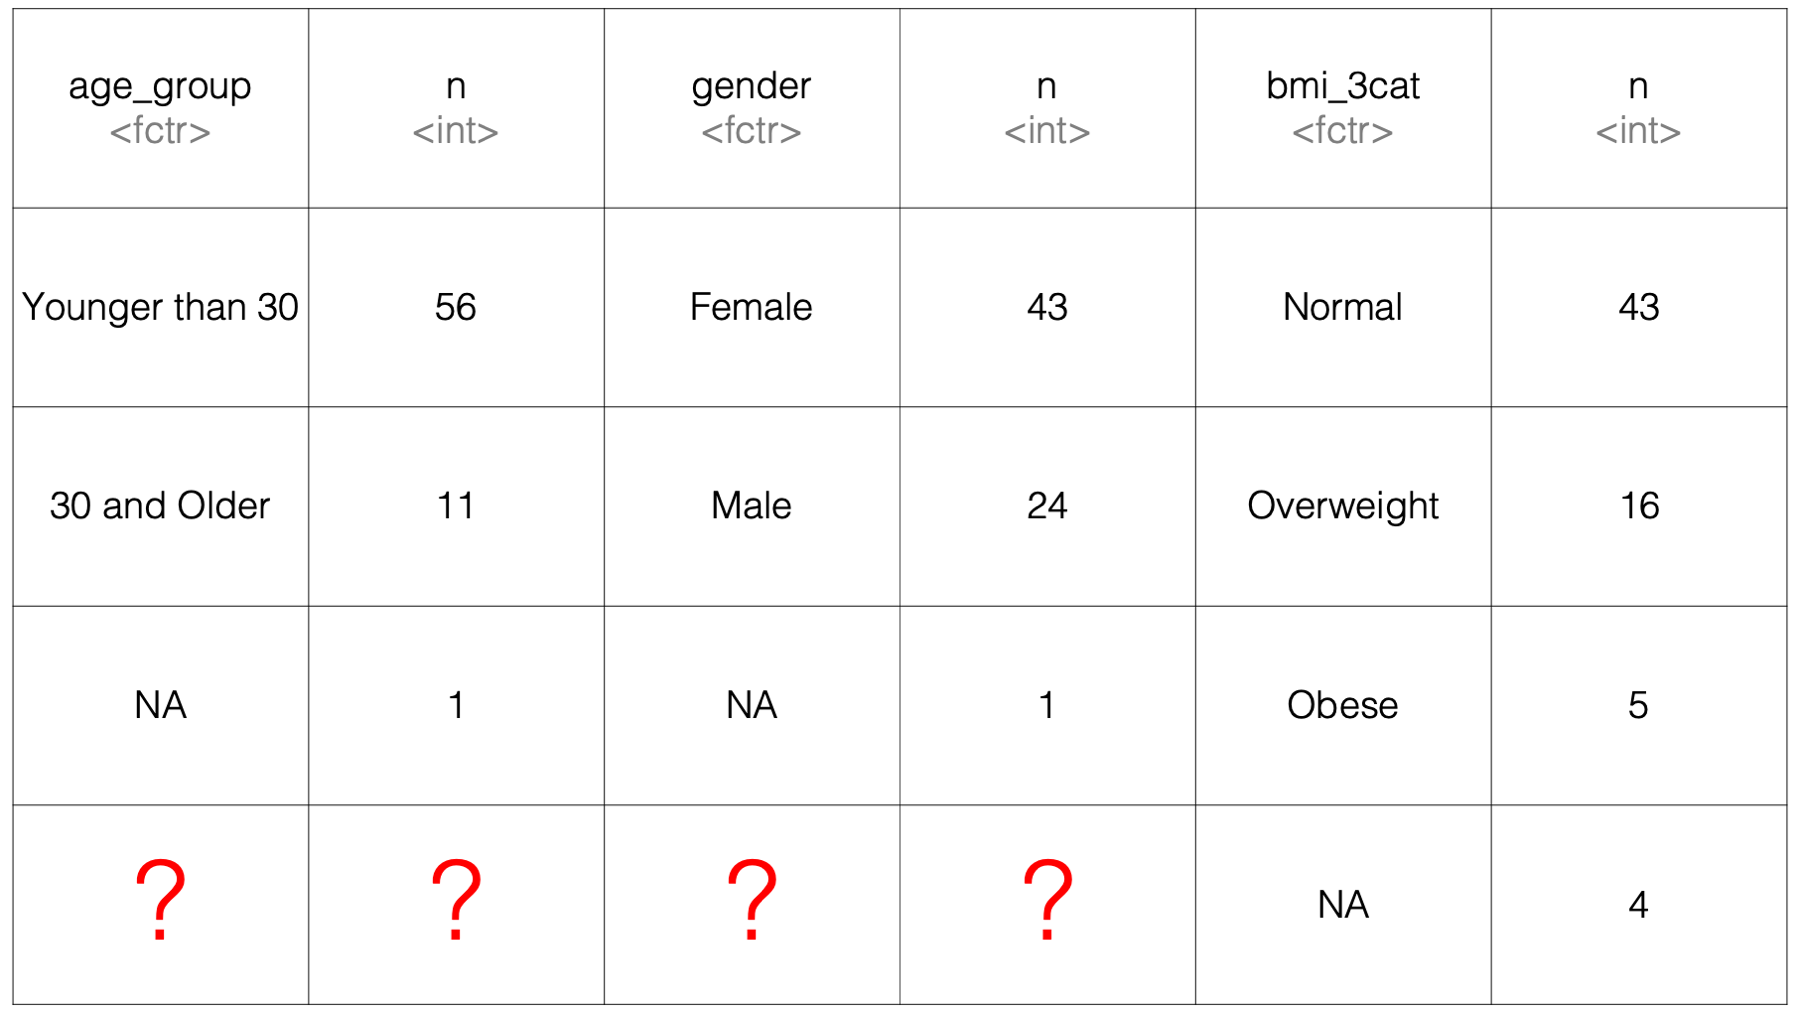 age_group n gender n bmi_3cat n
<fctr> <int> <fctr> <int> <fctr> <int>
Younger than 30 56 Female 43 Normal 43
30 and Older 11 Male 24 Overweight 16
NA 1 NA 1 Obese 5
? ? ? ? NA 4